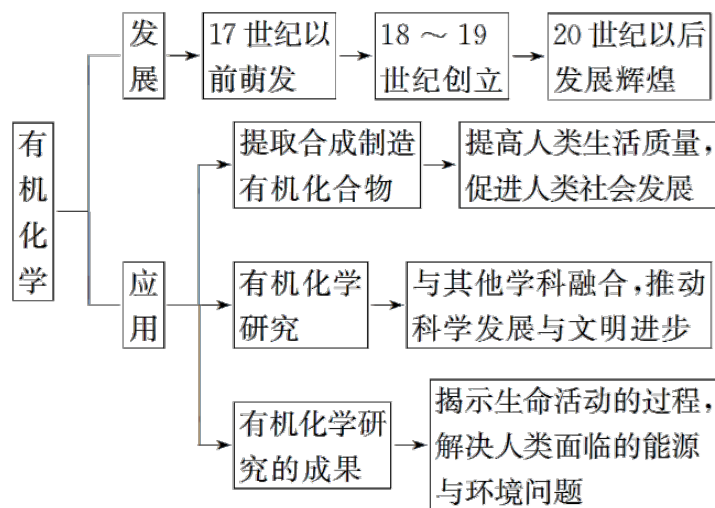 有机化学
发展
17世纪以
前萌发
18～19
世纪创立
20世纪以后
发展辉煌
应用
提取合成制造
有机化合物
提高人类生活质量，
促进人类社会发展
有机化学
研究
与其他学科融合，推动
科学发展与文明进步
有机化学研
究的成果
揭示生命活动的过程，
解决人类面临的能源
与环境问题